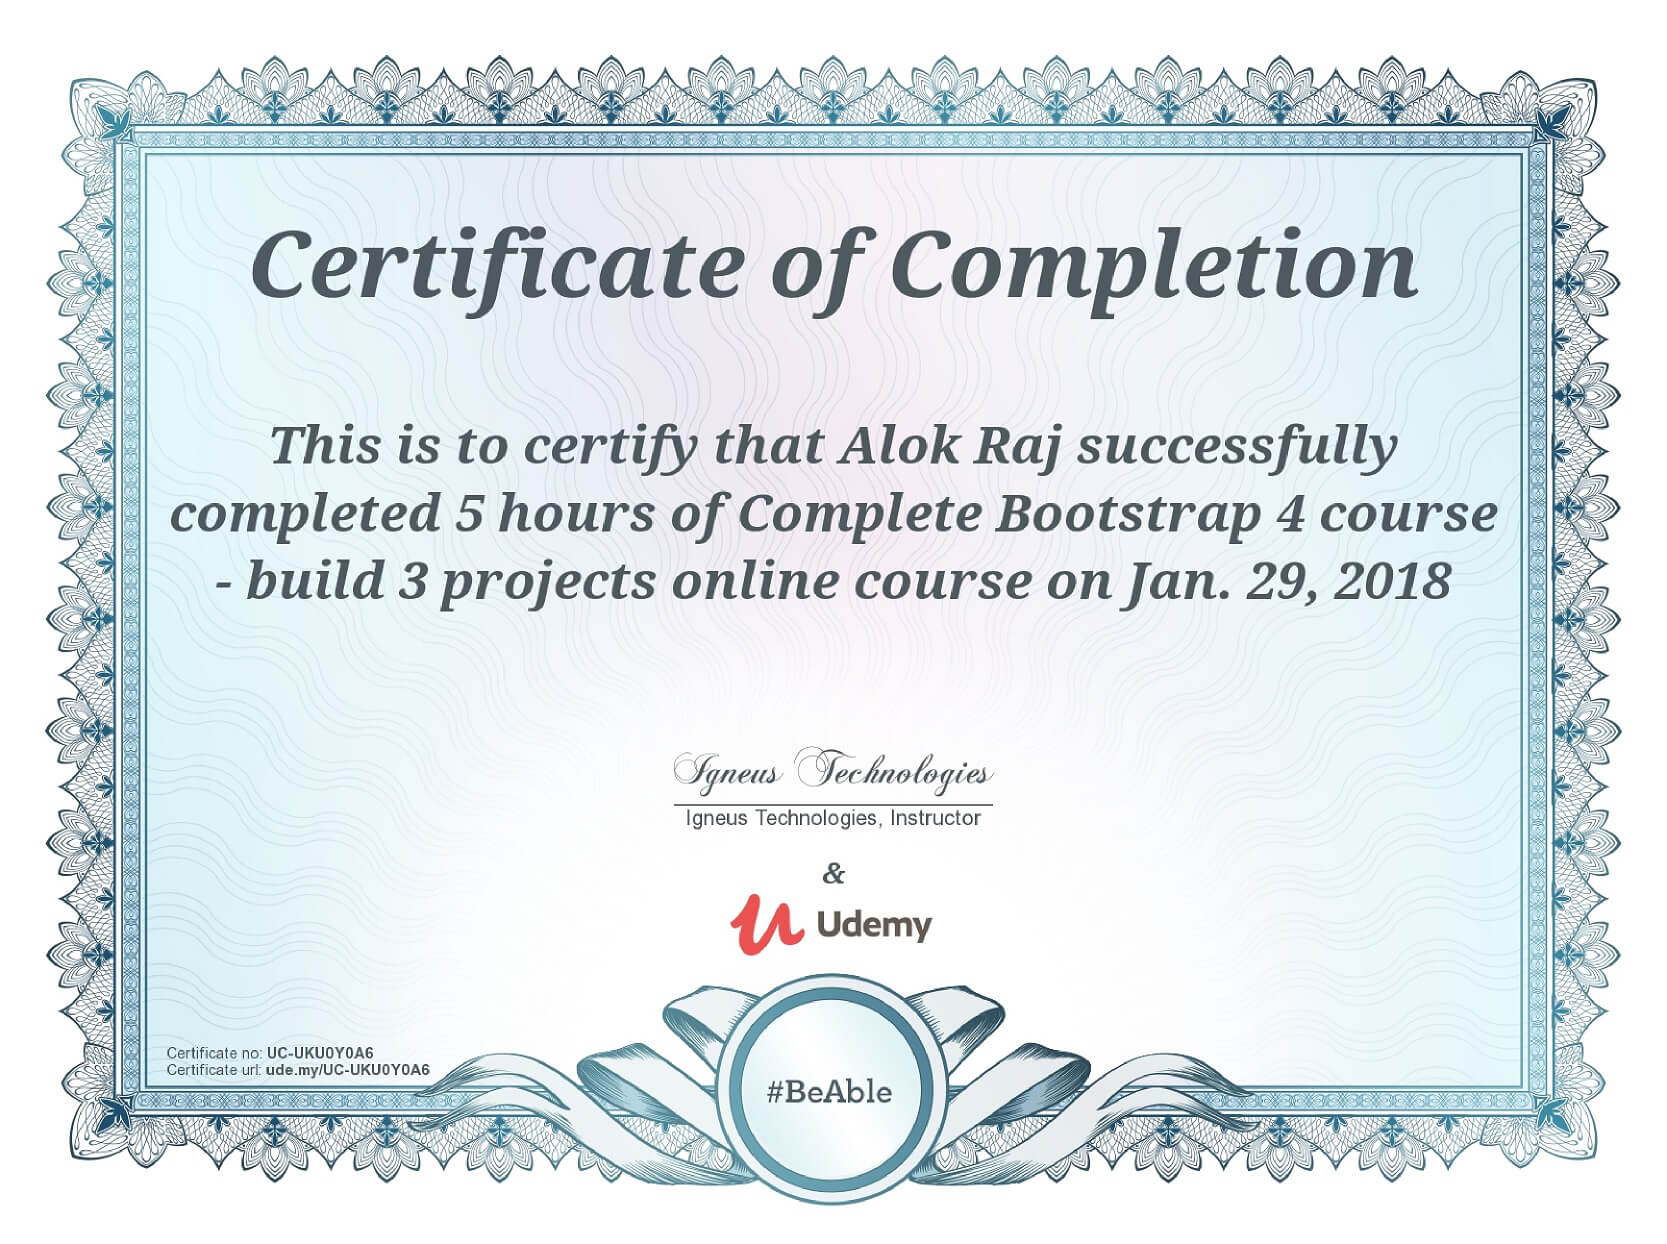 Certificate of Completion
This is to certify that Alok Raj successfully
completed 5 hours of Complete Bootstrap 4 course
- build 3 projects online course on Jan. 29, 2018
Igneus Technologies
Igneus Technologies, Instructor
&
Udemy
Certificate no: UC-UKU0Y0A6
Certificate url: ude.my/UC-UKU0Y0A6
#BeAble